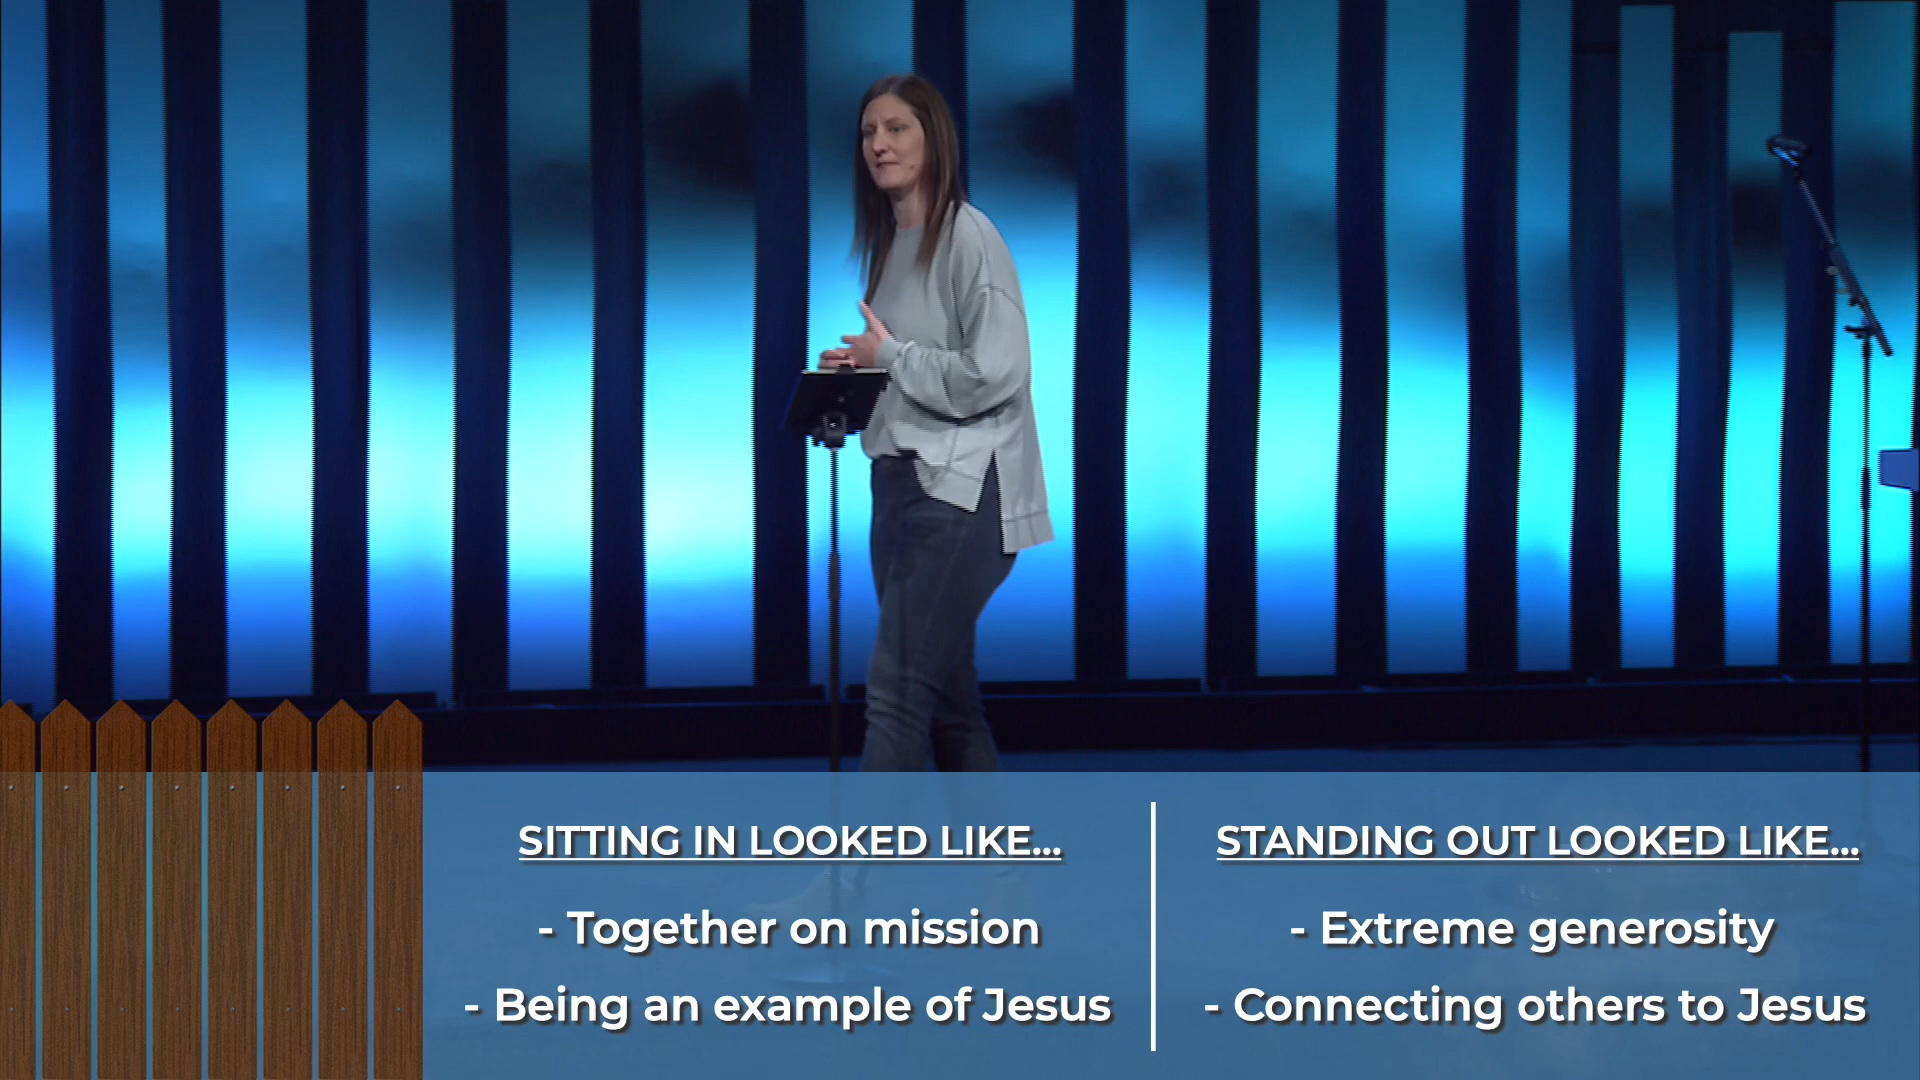 SITTING IN LOOKED LIKE...
- Together on mission
- Being an example of Jesus
STANDING OUT LOOKED LIKE...
- Extreme generosity
- Connecting others to Jesus